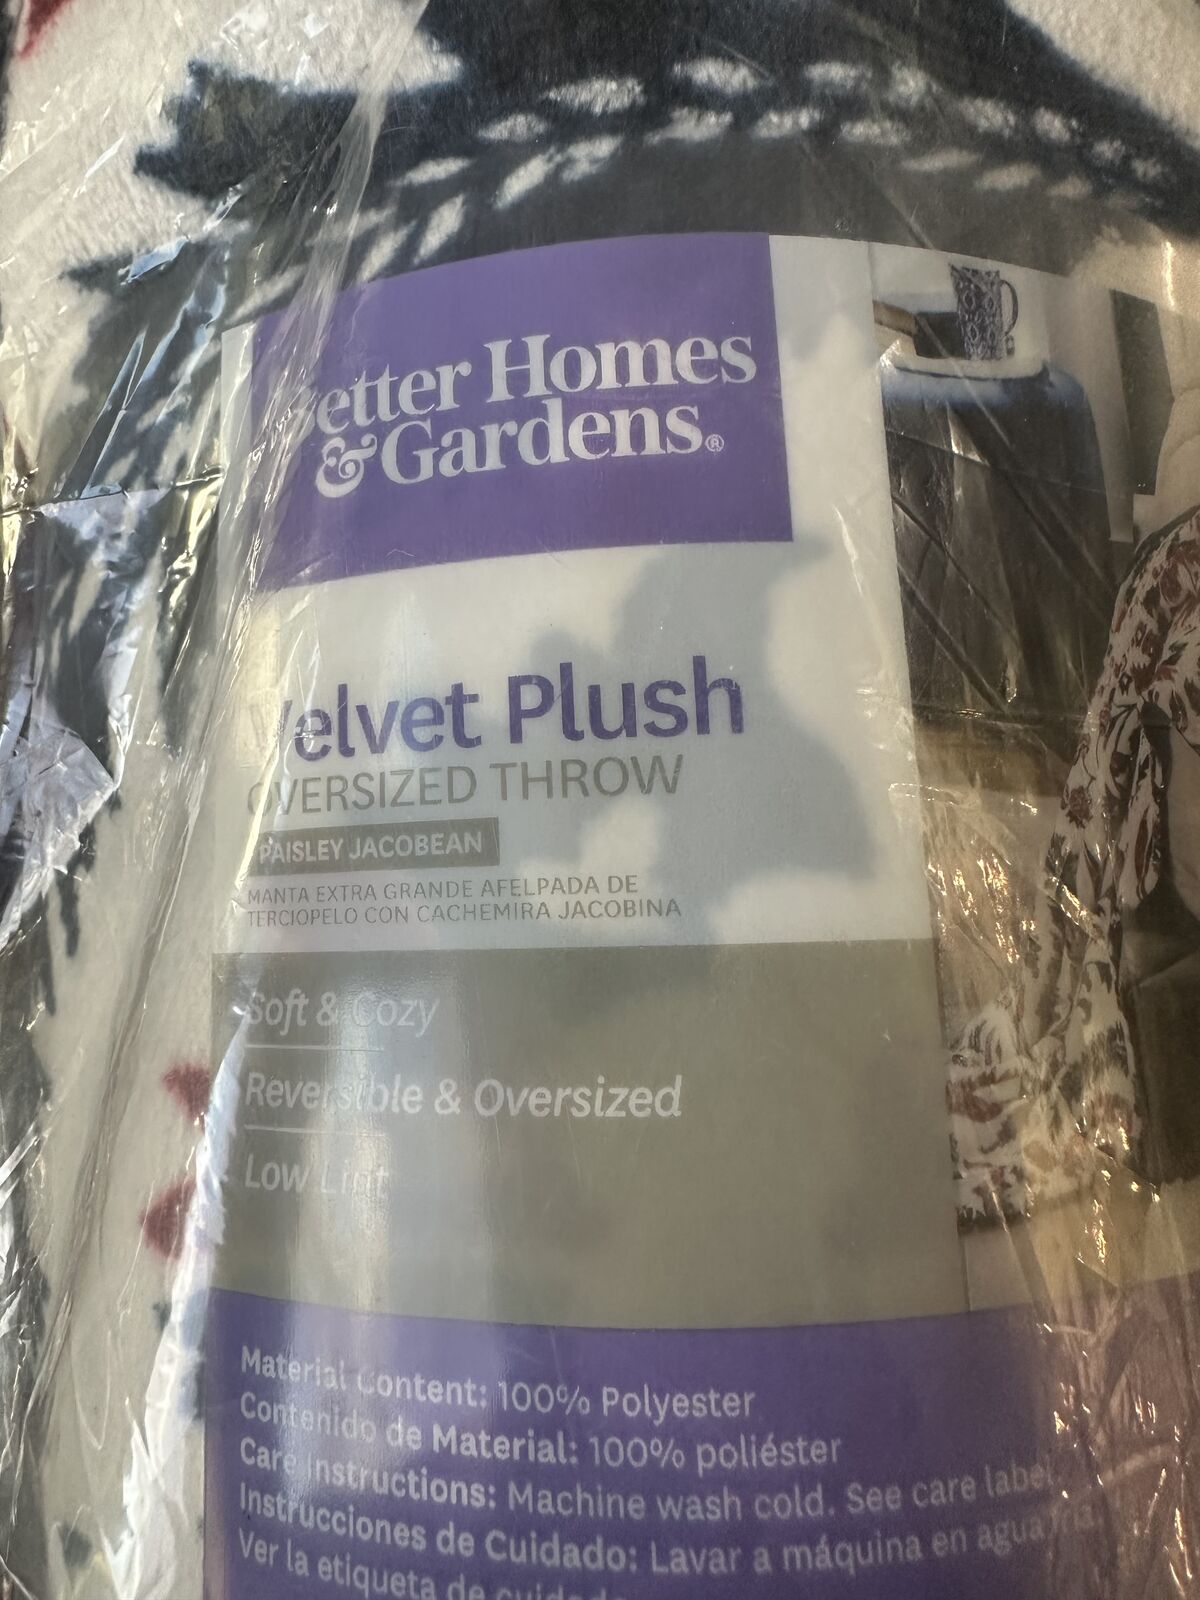 Better Homes
& Gardens®
Velvet Plush
OVERSIZED THROW
PAISLEY JACOBEAN
MANTA EXTRA GRANDE AFELPADA DE
TERCIOPELO CON CACHEMIRA JACOBINA
Soft & Cozy
Reversible & Oversized
Low Lint
Material Content: 100% Polyester
Contenido de Material: 100% poliéster
Care Instructions: Machine wash cold. See care label.
Instrucciones de Cuidado: Lavar a máquina en agua fría.
Ver la etiqueta de cuidado